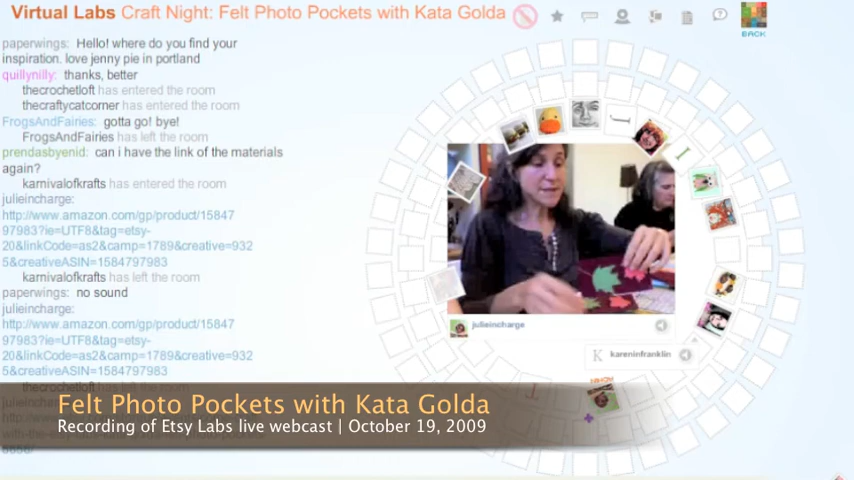 Virtual Labs Craft Night: Felt Photo Pockets with Kata Golda
BACK
paperwings: Hello! where do you find your
inspiration. love jenny pie in portland
quillynilly: thanks, better
thecrochetloft has entered the room
thecraftycatcorner has entered the room
FrogsAndFairies: gotta go! bye!
FrogsAndFairies has left the room
prendasbyenid: can i have the link of the materials
again?
karnivalofkrafts has entered the room
julieincharge:
http://www.amazon.com/gp/product/15847
97983?ie=UTF8&tag=etsy-
20&linkCode=as2&camp=1789&creative=932
5&creativeASIN=1584797983
karnivalofkrafts has left the room
paperwings: no sound
julieincharge:
http://www.amazon.com/gp/product/15847
97983?ie=UTF8&tag=etsy-
20&linkCode=as2&camp=1789&creative=932
5&creativeASIN=1584797983
thecrochetloft has left the room
julieincharge
K kareninfranklin
Felt Photo Pockets with Kata Golda
Recording of Etsy Labs live webcast | October 19, 2009